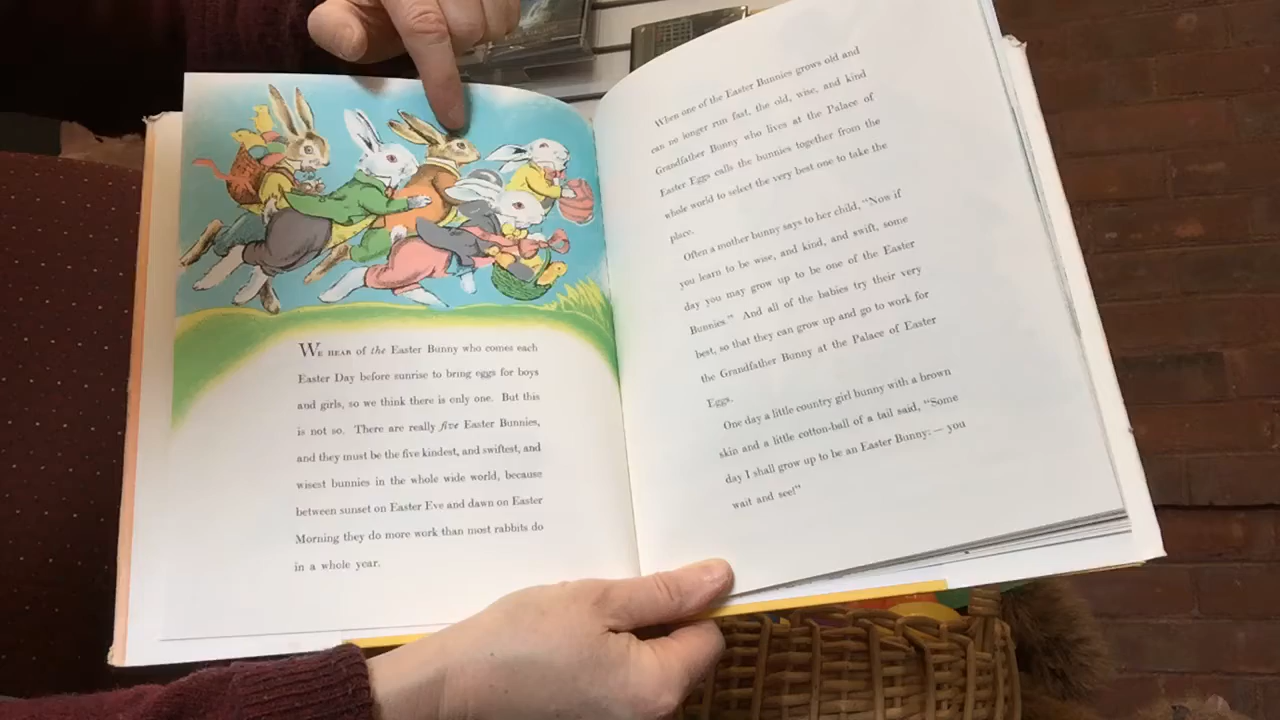 We hear of the Easter Bunny who comes each
Easter Day before sunrise to bring eggs for boys
and girls, so we think there is only one. But this
is not so. There are really five Easter Bunnies,
and they must be the five kindest, and swiftest, and
wisest bunnies in the whole wide world, because
between sunset on Easter Eve and dawn on Easter
Morning they do more work than most rabbits do
in a whole year.
When one of the Easter Bunnies grows old and
can no longer run fast, the old, wise, and kind
Grandfather Bunny who lives at the Palace of
Easter Eggs calls the bunnies together from the
whole world to select the very best one to take the
place.
Often a mother bunny says to her child, "Now if
you learn to be wise, and kind, and swift, some
day you may grow up to be one of the Easter
Bunnies." And all of the babies try their very
best, so that they can grow up and go to work for
the Grandfather Bunny at the Palace of Easter
Eggs.
One day a little country girl bunny with a brown
skin and a little cotton-ball of a tail said, "Some
day I shall grow up to be an Easter Bunny: — you
wait and see!"